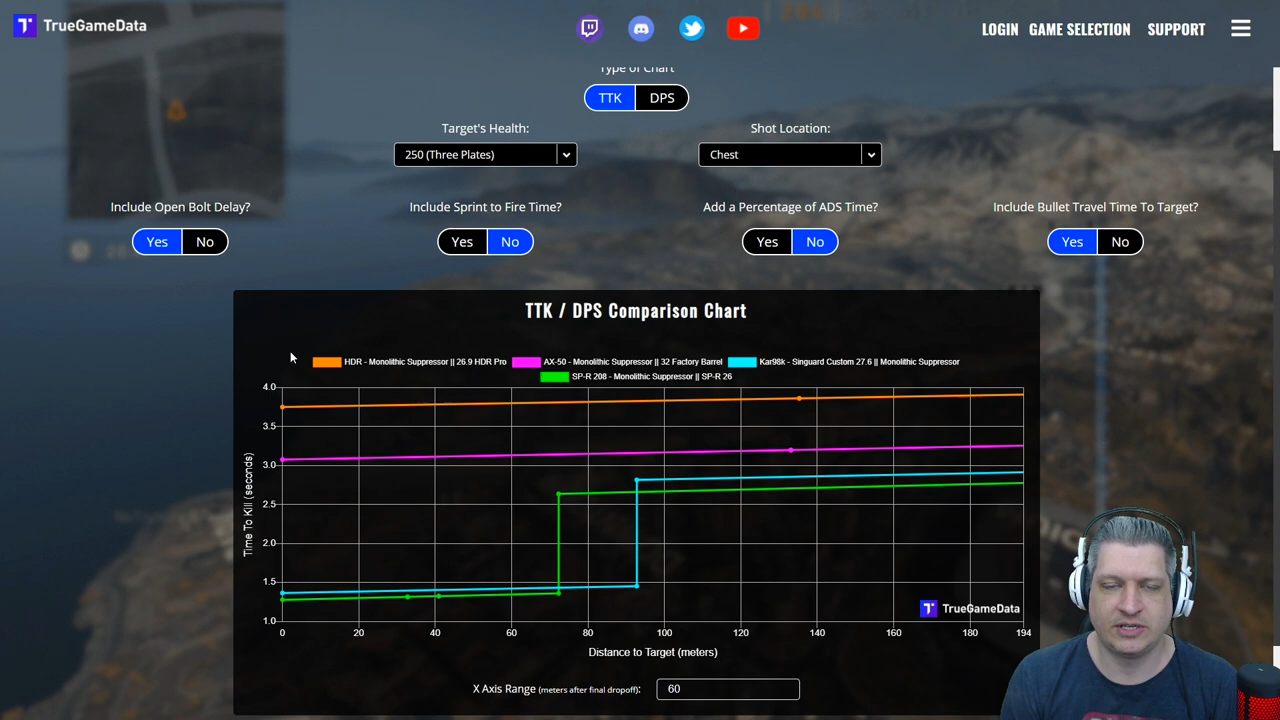 TrueGameData
LOGIN GAME SELECTION SUPPORT
Type of Chart
TTK DPS
Target's Health: Shot Location:
250 (Three Plates) Chest
Include Open Bolt Delay? Include Sprint to Fire Time? Add a Percentage of ADS Time? Include Bullet Travel Time To Target?
Yes No Yes No Yes No Yes No
TTK / DPS Comparison Chart
HDR - Monolithic Suppressor || 26.9 HDR Pro AX-50 - Monolithic Suppressor || 32 Factory Barrel Kar98k - Singuard Custom 27.6 || Monolithic Suppressor
SP-R 208 - Monolithic Suppressor || SP-R 26
4.0
3.5
3.0
2.5
2.0
1.5
1.0
Time To Kill (seconds)
TrueGameData
0 20 40 60 80 100 120 140 160 180 194
Distance to Target (meters)
X Axis Range (meters after final dropoff): 60